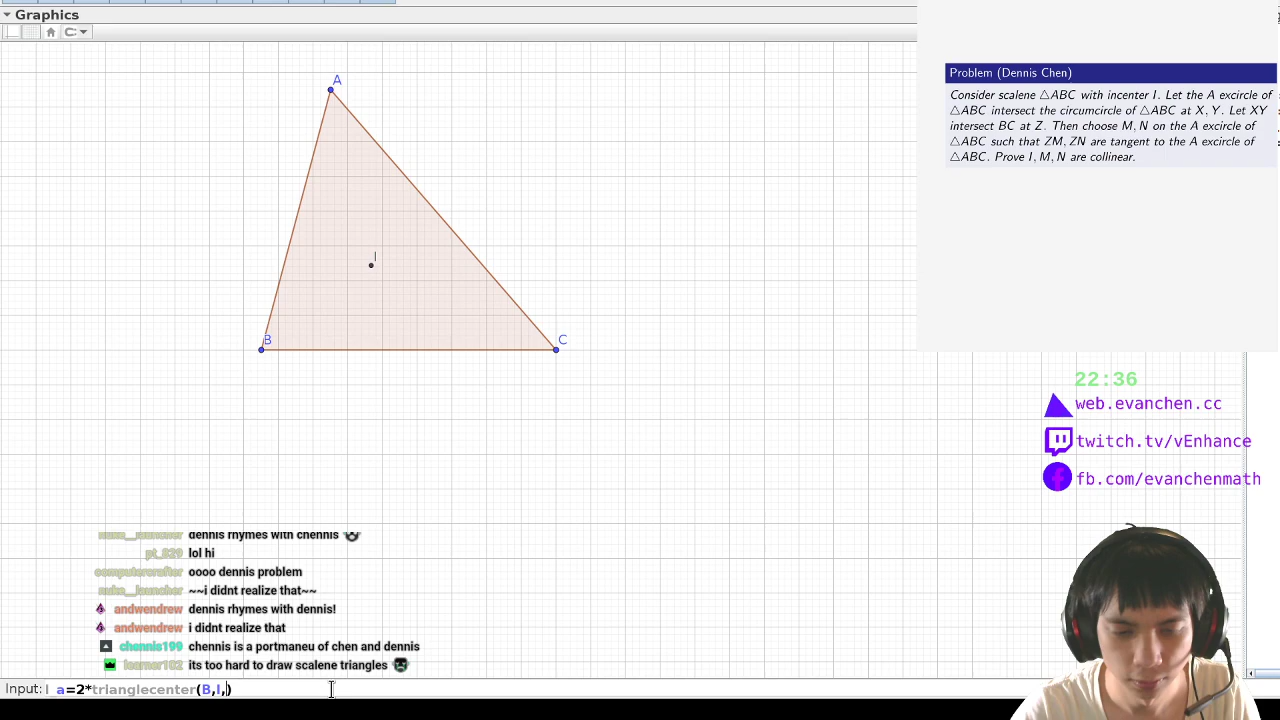 Graphics
Problem (Dennis Chen)
Consider scalene △ABC with incenter I. Let the A excircle of
△ABC intersect the circumcircle of △ABC at X, Y. Let XY
intersect BC at Z. Then choose M, N on the A excircle of
△ABC such that ZM, ZN are tangent to the A excircle of
△ABC. Prove I, M, N are collinear.
A
I
B
C
22:36
web.evanchen.cc
twitch.tv/vEnhance
fb.com/evanchenmath
dennis rhymes with chennis
pt_829 lol hi
computercrafter oooo dennis problem
nuke__launcher ~~i didnt realize that~~
andwendrew dennis rhymes with dennis!
andwendrew i didnt realize that
chennis199 chennis is a portmaneu of chen and dennis
learner102 its too hard to draw scalene triangles
Input: I_a=2*trianglecenter(B,I,)